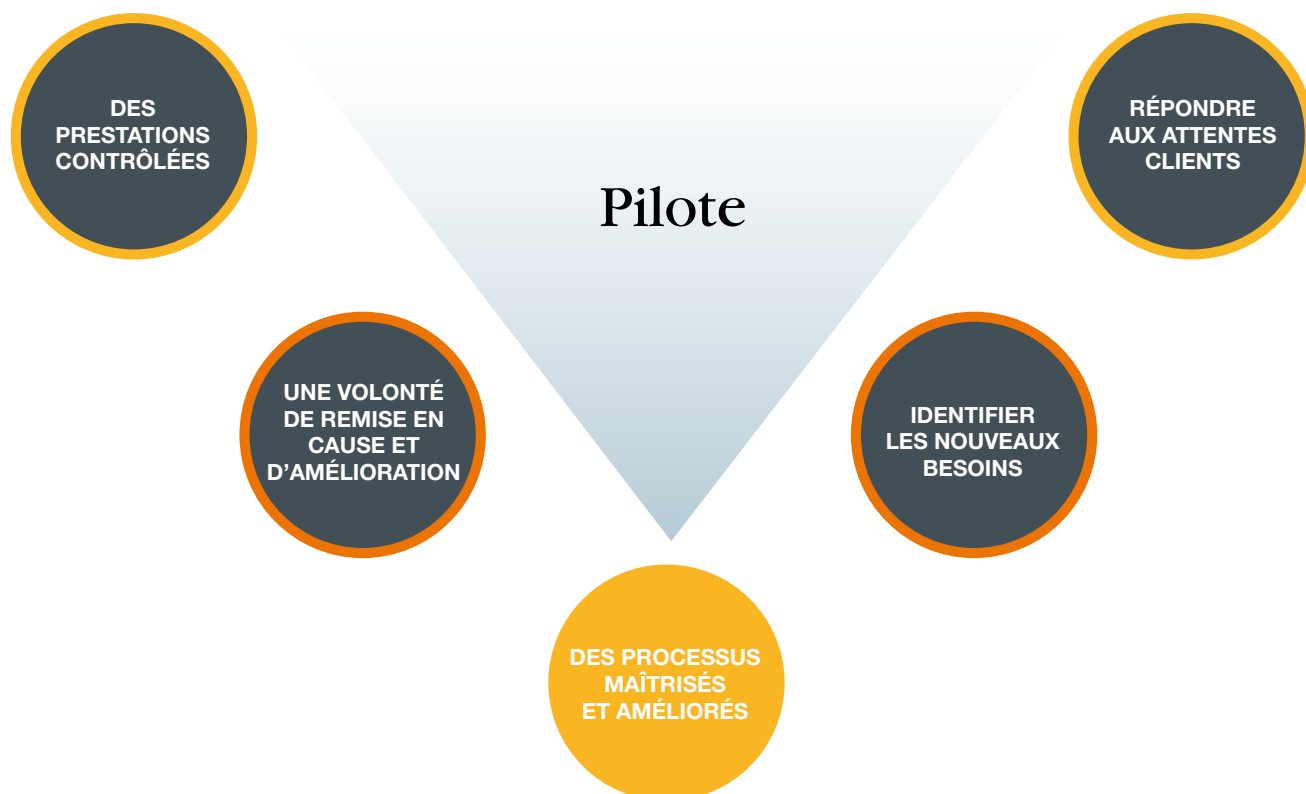 DES
PRESTATIONS
CONTRÔLÉES
RÉPONDRE
AUX ATTENTES
CLIENTS
Pilote
UNE VOLONTÉ
DE REMISE EN
CAUSE ET
D’AMÉLIORATION
IDENTIFIER
LES NOUVEAUX
BESOINS
DES PROCESSUS
MAÎTRISÉS
ET AMÉLIORÉS